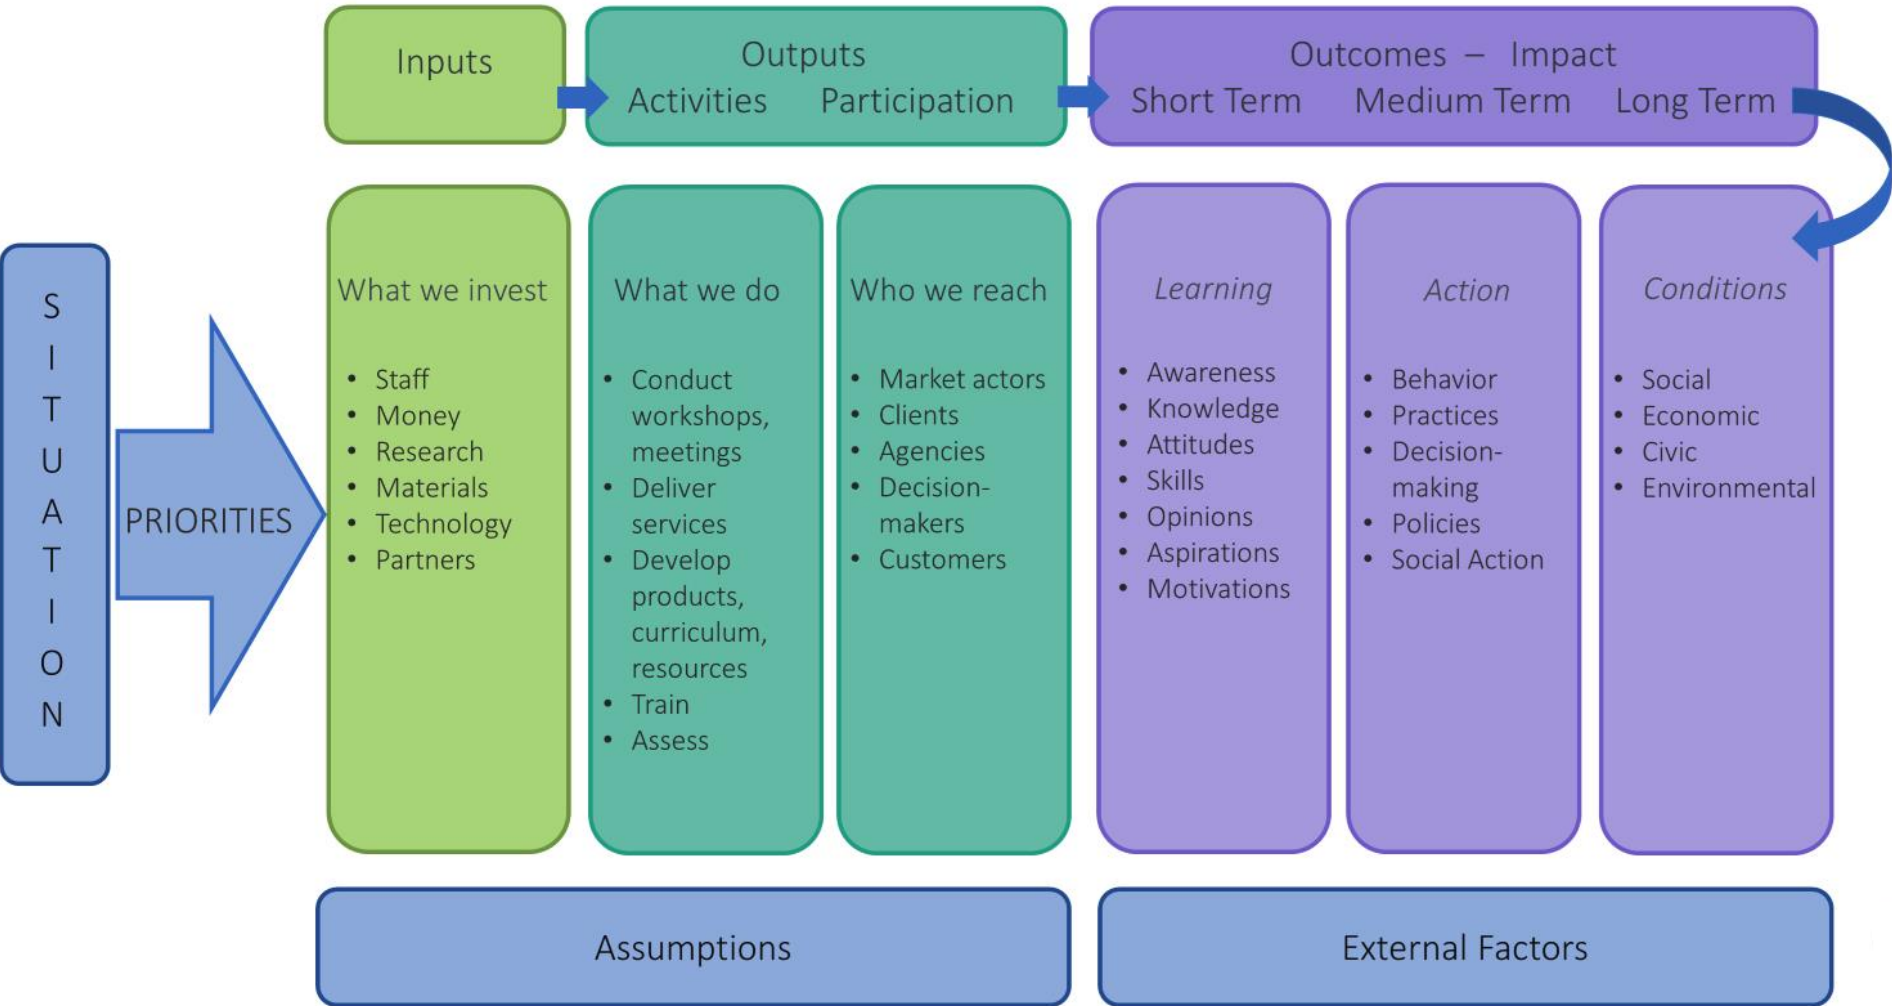 Inputs
Outputs
Activities Participation
Outcomes – Impact
Short Term Medium Term Long Term
SITUATION
PRIORITIES
What we invest
• Staff
• Money
• Research
• Materials
• Technology
• Partners
What we do
• Conduct
workshops,
meetings
• Deliver
services
• Develop
products,
curriculum,
resources
• Train
• Assess
Who we reach
• Market actors
• Clients
• Agencies
• Decision-
makers
• Customers
Learning
• Awareness
• Knowledge
• Attitudes
• Skills
• Opinions
• Aspirations
• Motivations
Action
• Behavior
• Practices
• Decision-
making
• Policies
• Social Action
Conditions
• Social
• Economic
• Civic
• Environmental
Assumptions
External Factors